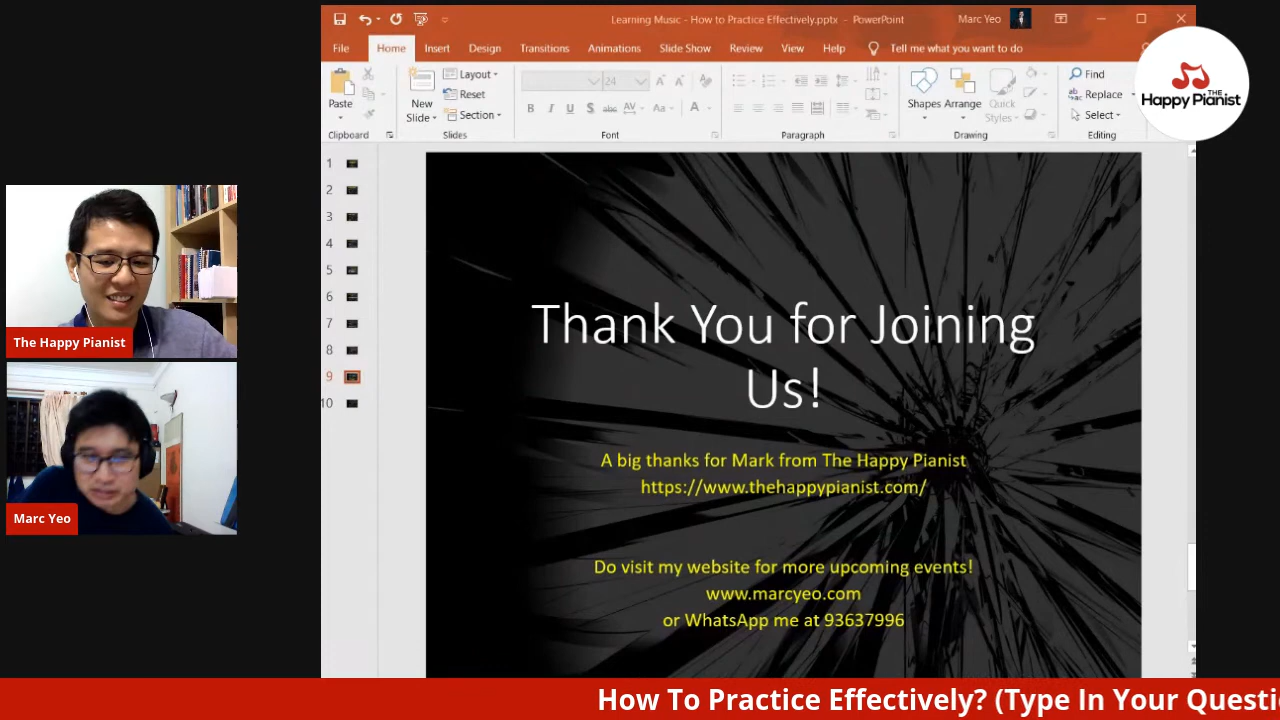 Learning Music - How to Practice Effectively.pptx - PowerPoint
Marc Yeo
File Home Insert Design Transitions Animations Slide Show Review View Help Tell me what you want to do
Paste
Clipboard
New
Slide
Layout
Reset
Section
Slides
24
B I U S abc AV Aa A
Font
Paragraph
Shapes Arrange Quick
Styles
Drawing
Find
Replace
Select
Editing
THE
Happy Pianist
1
2
3
4
5
6
7
8
9
10
Thank You for Joining
Us!
A big thanks for Mark from The Happy Pianist
https://www.thehappypianist.com/
Do visit my website for more upcoming events!
www.marcyeo.com
or WhatsApp me at 93637996
The Happy Pianist
Marc Yeo
How To Practice Effectively? (Type In Your Questi